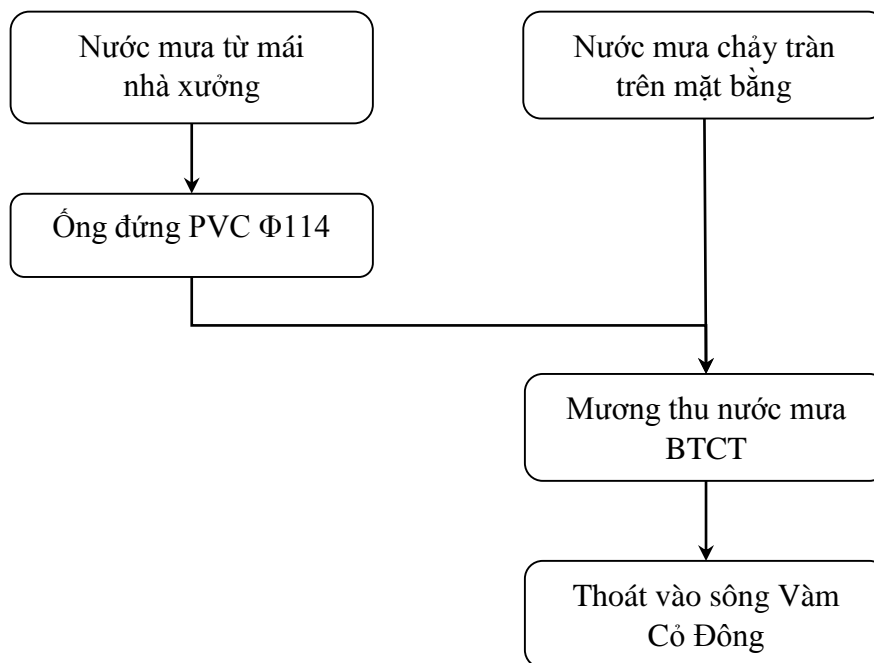 Nước mưa từ mái
nhà xưởng
Nước mưa chảy tràn
trên mặt bằng
Ống đứng PVC Φ114
Mương thu nước mưa
BTCT
Thoát vào sông Vàm
Cỏ Đông